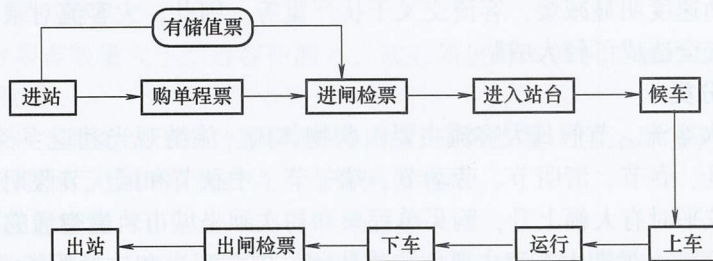 有储值票
进站 购单程票 进闸检票 进入站台 候车
出站 出闸检票 下车 运行 上车